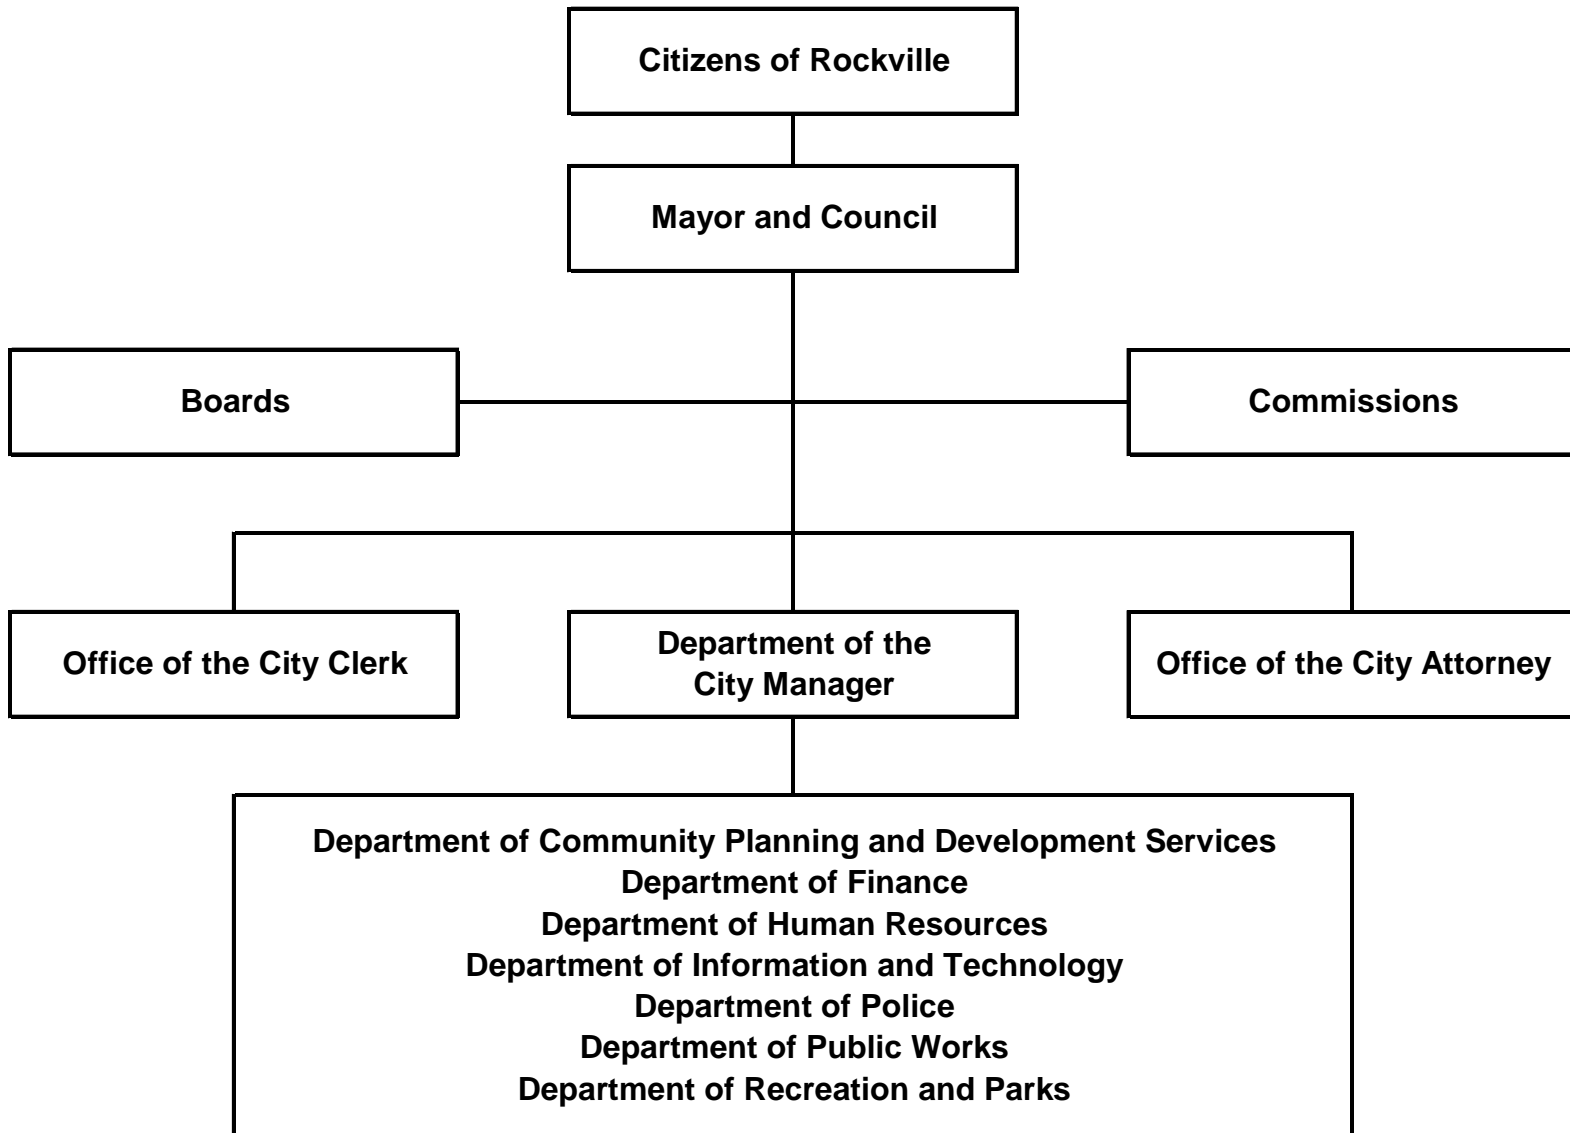 Citizens of Rockville
Mayor and Council
Boards
Commissions
Office of the City Clerk
Department of the
City Manager
Office of the City Attorney
Department of Community Planning and Development Services
Department of Finance
Department of Human Resources
Department of Information and Technology
Department of Police
Department of Public Works
Department of Recreation and Parks